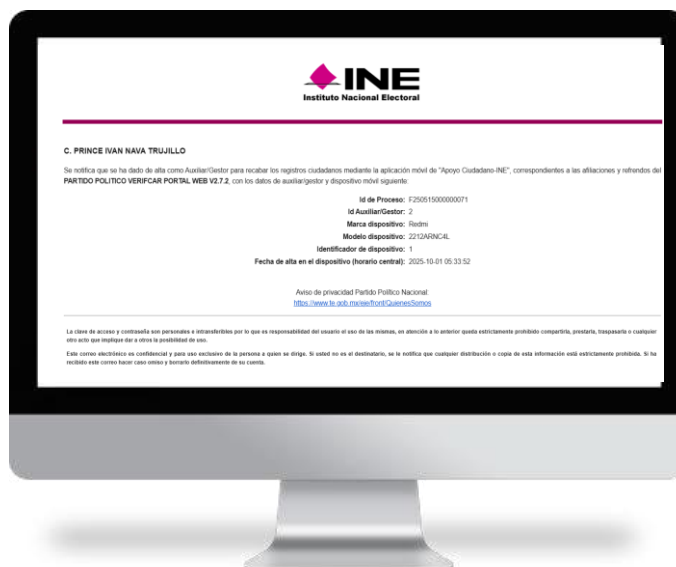 INE
Instituto Nacional Electoral
C. PRINCE IVAN NAVA TRUJILLO
Se notifica que se ha dado de alta como Auxiliar/Gestor para recabar los registros ciudadanos mediante la aplicación móvil de "Apoyo Ciudadano-INE", correspondientes a las afiliaciones y refrendos del
PARTIDO POLITICO VERIFCAR PORTAL WEB V2.7.2, con los datos de auxiliar/gestor y dispositivo móvil siguiente:
Id de Proceso: F250515000000071
Id Auxiliar/Gestor: 2
Marca dispositivo: Redmi
Modelo dispositivo: 2212ARNC4L
Identificador de dispositivo: 1
Fecha de alta en el dispositivo (horario central): 2025-10-01 05:33:52
Aviso de privacidad Partido Político Nacional:
https://www.te.gob.mx/eje/front/QuienesSomos
La clave de acceso y contraseña son personales e intransferibles por lo que es responsabilidad del usuario el uso de las mismas, en atención a lo anterior queda estrictamente prohibido compartirla, prestarla, traspasarla o cualquier
otro acto que implique dar a otros la posibilidad de uso.
Este correo electrónico es confidencial y para uso exclusivo de la persona a quien se dirige. Si usted no es el destinatario, se le notifica que cualquier distribución o copia de esta información está estrictamente prohibida. Si ha
recibido este correo hacer caso omiso y borrarlo definitivamente de su cuenta.